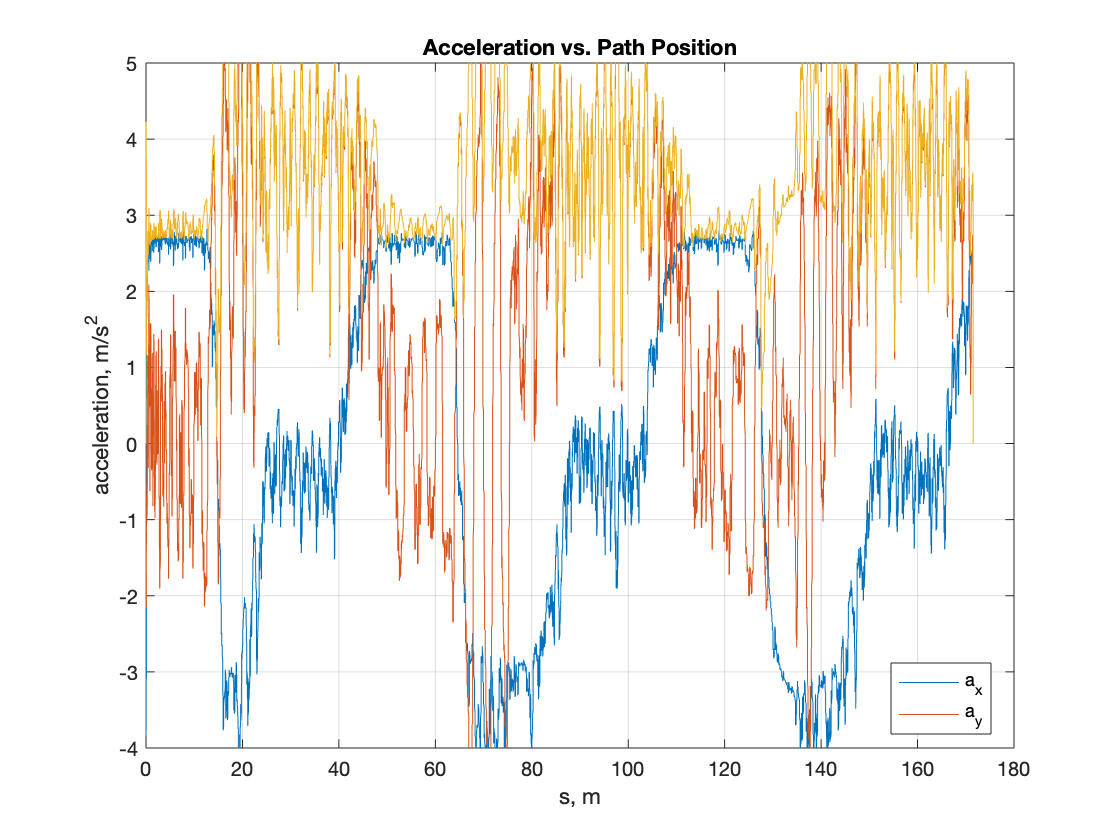 Acceleration vs. Path Position
5
4
3
2
1
0
-1
-2
-3
-4
acceleration, m/s²
0 20 40 60 80 100 120 140 160 180
s, m
aₓ
a_y